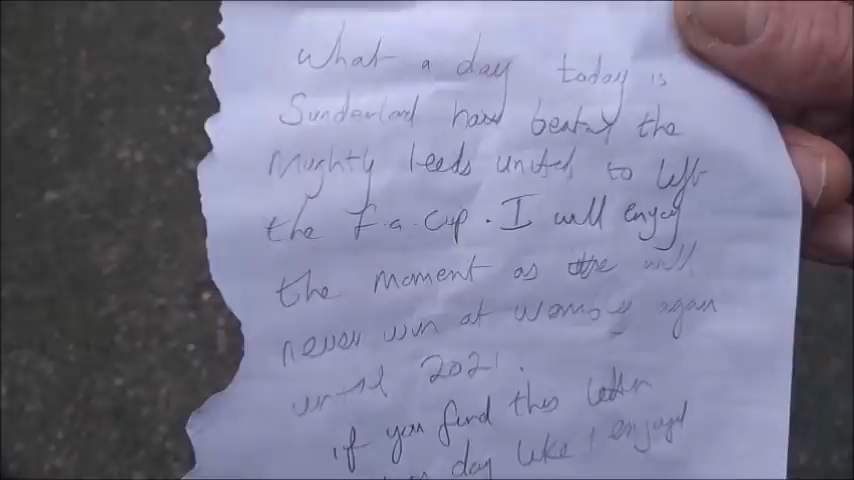 What a day today is
Sunderland have beaten the
Mughty Leeds united to lift
the F.a.cup. I will enjoy
the moment as we will
never win at wembley again
until 2021.
if you find this letter
day like I enjoyed